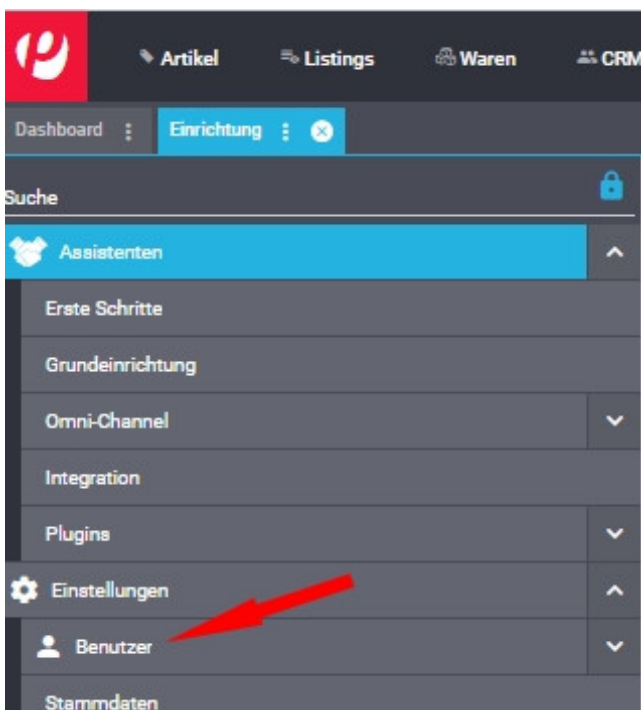 Artikel Listings Waren CRM
Dashboard Einrichtung
Suche
Assistenten
Erste Schritte
Grundeinrichtung
Omni-Channel
Integration
Plugins
Einstellungen
Benutzer
Stammdaten